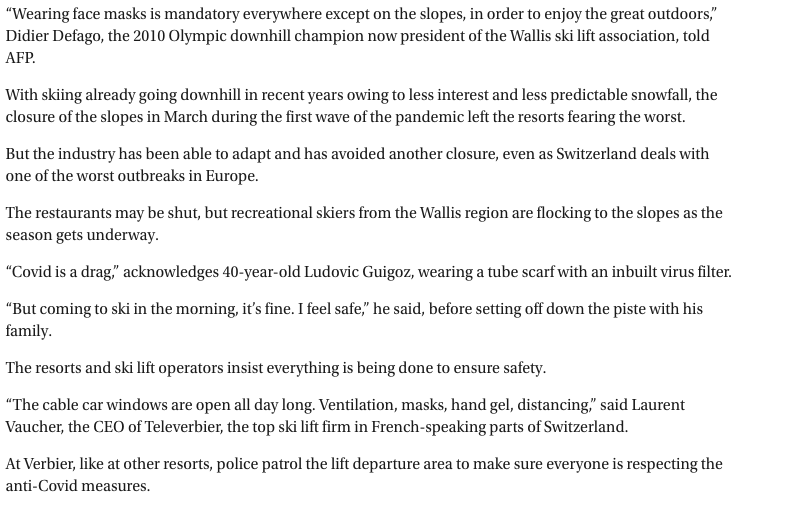 “Wearing face masks is mandatory everywhere except on the slopes, in order to enjoy the great outdoors,”
Didier Defago, the 2010 Olympic downhill champion now president of the Wallis ski lift association, told
AFP.
With skiing already going downhill in recent years owing to less interest and less predictable snowfall, the
closure of the slopes in March during the first wave of the pandemic left the resorts fearing the worst.
But the industry has been able to adapt and has avoided another closure, even as Switzerland deals with
one of the worst outbreaks in Europe.
The restaurants may be shut, but recreational skiers from the Wallis region are flocking to the slopes as the
season gets underway.
“Covid is a drag,” acknowledges 40-year-old Ludovic Guigoz, wearing a tube scarf with an inbuilt virus filter.
“But coming to ski in the morning, it’s fine. I feel safe,” he said, before setting off down the piste with his
family.
The resorts and ski lift operators insist everything is being done to ensure safety.
“The cable car windows are open all day long. Ventilation, masks, hand gel, distancing,” said Laurent
Vaucher, the CEO of Televerbier, the top ski lift firm in French-speaking parts of Switzerland.
At Verbier, like at other resorts, police patrol the lift departure area to make sure everyone is respecting the
anti-Covid measures.